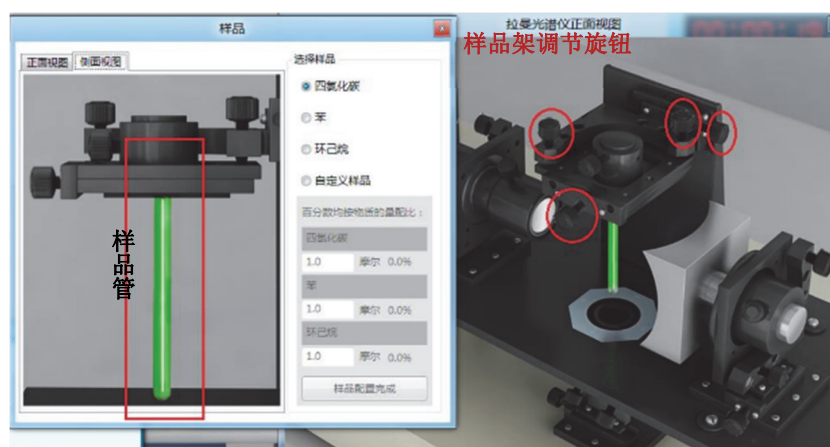 样品
拉曼光谱仪正面视图
样品架调节旋钮
正面视图
侧面视图
选择样品
四氯化碳
苯
环己烷
自定义样品
百分数均按物质的量配比：
四氯化碳
1.0 摩尔 0.0%
苯
1.0 摩尔 0.0%
环己烷
1.0 摩尔 0.0%
样品配置完成
样品管